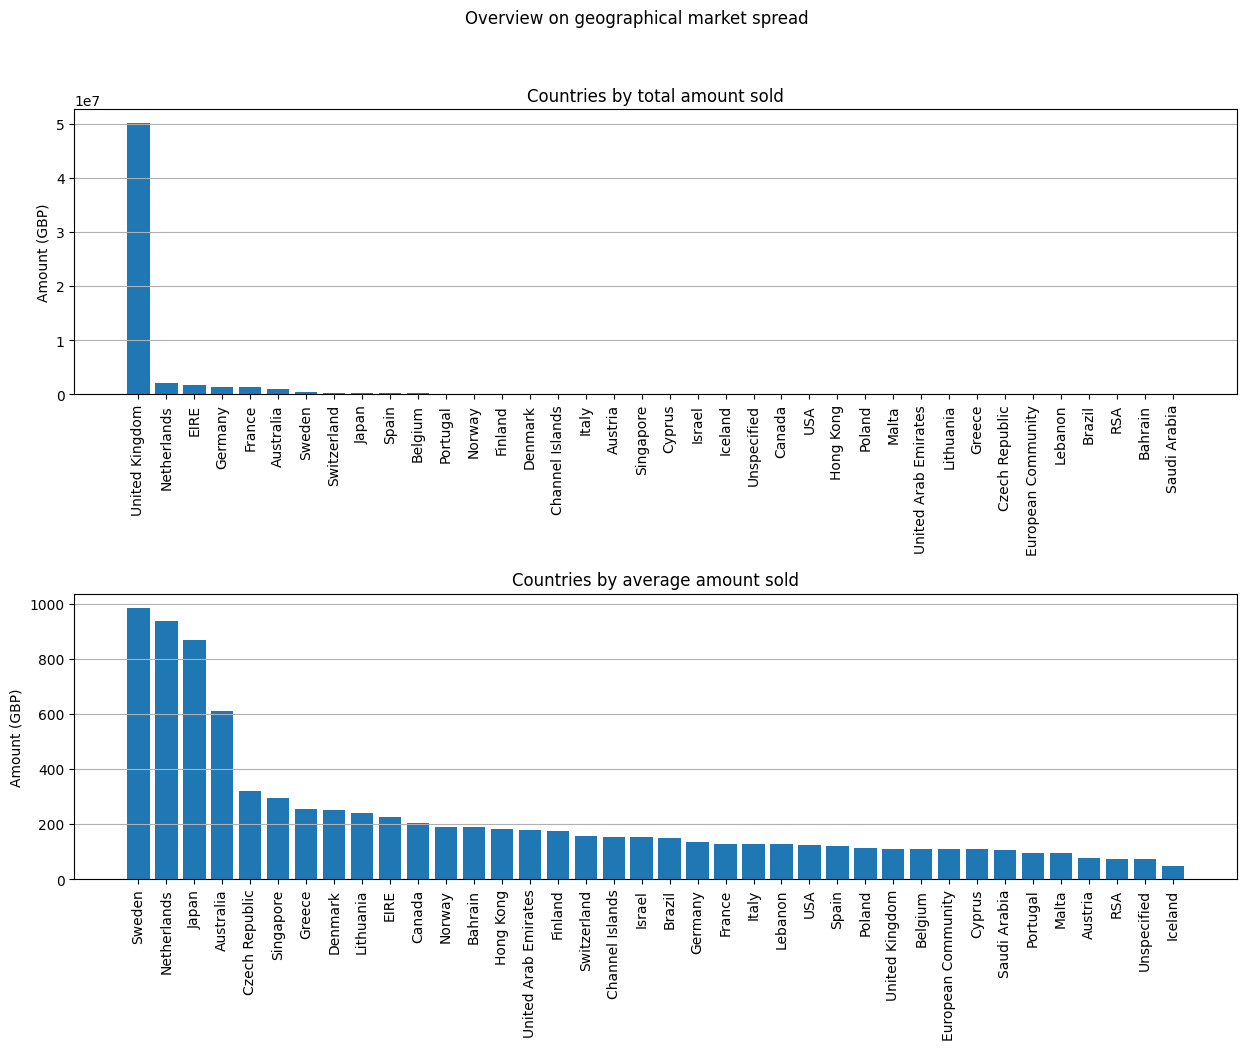 Overview on geographical market spread
Countries by total amount sold
1e7
Amount (GBP)
5
4
3
2
1
0
United Kingdom
Netherlands
EIRE
Germany
France
Australia
Sweden
Switzerland
Japan
Spain
Belgium
Portugal
Norway
Finland
Denmark
Channel Islands
Italy
Austria
Singapore
Cyprus
Israel
Iceland
Unspecified
Canada
USA
Hong Kong
Poland
Malta
United Arab Emirates
Lithuania
Greece
Czech Republic
European Community
Lebanon
Brazil
RSA
Bahrain
Saudi Arabia
Countries by average amount sold
Amount (GBP)
1000
800
600
400
200
0
Sweden
Netherlands
Japan
Australia
Czech Republic
Singapore
Greece
Denmark
Lithuania
EIRE
Canada
Norway
Bahrain
Hong Kong
United Arab Emirates
Finland
Switzerland
Channel Islands
Israel
Brazil
Germany
France
Italy
Lebanon
USA
Spain
Poland
United Kingdom
Belgium
European Community
Cyprus
Saudi Arabia
Portugal
Malta
Austria
RSA
Unspecified
Iceland